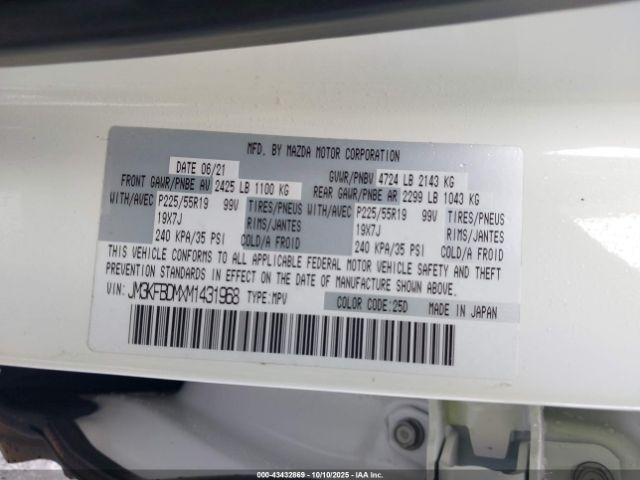 MFD. BY MAZDA MOTOR CORPORATION
DATE 06/21 GVWR/PNBV 4724 LB 2143 KG
FRONT GAWR/PNBE AV 2425 LB 1100 KG REAR GAWR/PNBE AR 2299 LB 1043 KG
WITH/AVEC P225/55R19 99V TIRES/PNEUS WITH/AVEC P225/55R19 99V TIRES/PNEUS
19X7J RIMS/JANTES 19X7J RIMS/JANTES
240 KPA/35 PSI COLD/A FROID 240 KPA/35 PSI COLD/A FROID
THIS VEHICLE CONFORMS TO ALL APPLICABLE FEDERAL MOTOR VEHICLE SAFETY AND THEFT
PREVENTION STANDARDS IN EFFECT ON THE DATE OF MANUFACTURE SHOWN ABOVE.
JM3KFBDMXM1431968 TYPE:MPV COLOR CODE:25D MADE IN JAPAN
00-43432869 | 10/10/2025 | IAA Inc.